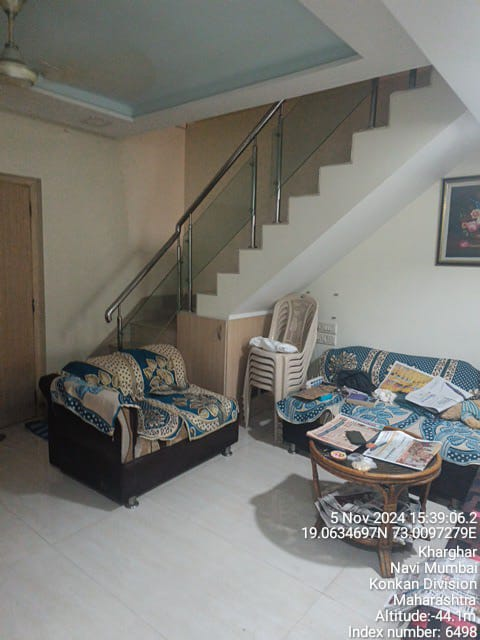 5 Nov 2024 15:39:06.2
19.0634697N 73.0097279E
Kharghar
Navi Mumbai
Konkan Division
Maharashtra
Altitude:-44.1m
Index number: 6498